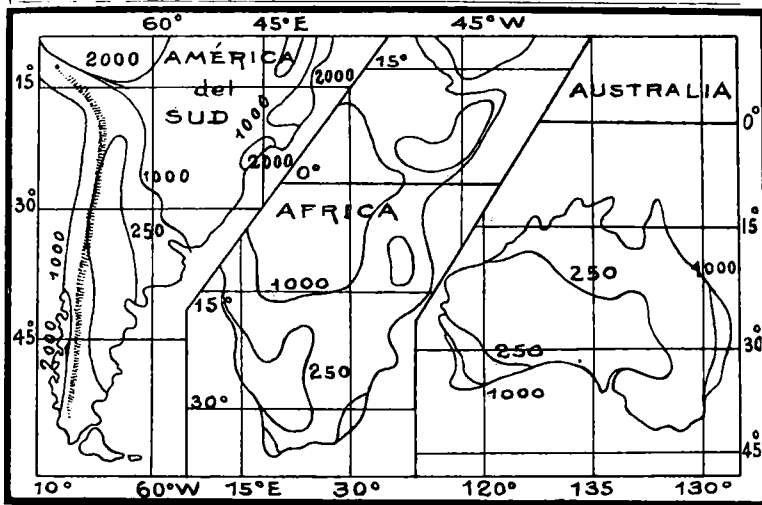 60° 45°E 45°W
2000 AMÉRICA
del
SUD
15° 2000 15°
1000
AUSTRALIA
2000 0° 0°
1000
30° AFRICA 15°
250
1000 1000 250 1000
15°
45° 2000 250 250 30°
1000
30°
45°
10° 60°W 15°E 30° 120° 135 130°